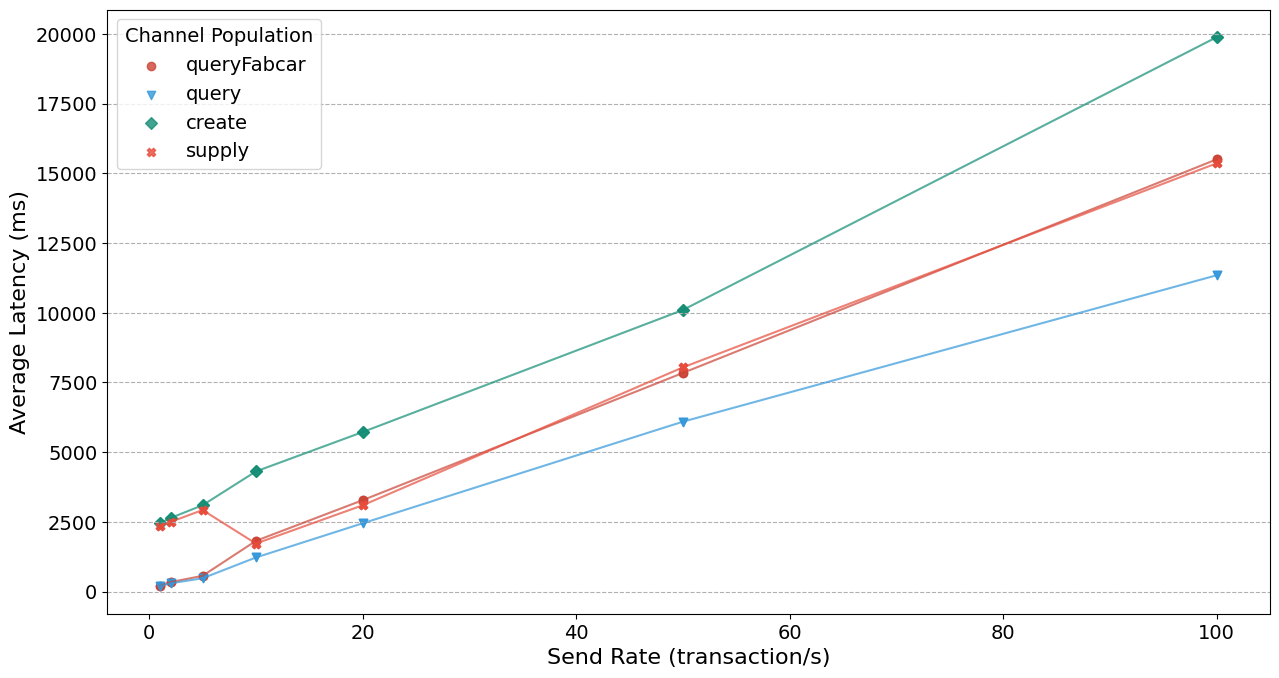 Channel Population
queryFabcar
query
create
supply
20000
17500
15000
12500
10000
7500
5000
2500
0
Average Latency (ms)
0
20
40
60
80
100
Send Rate (transaction/s)